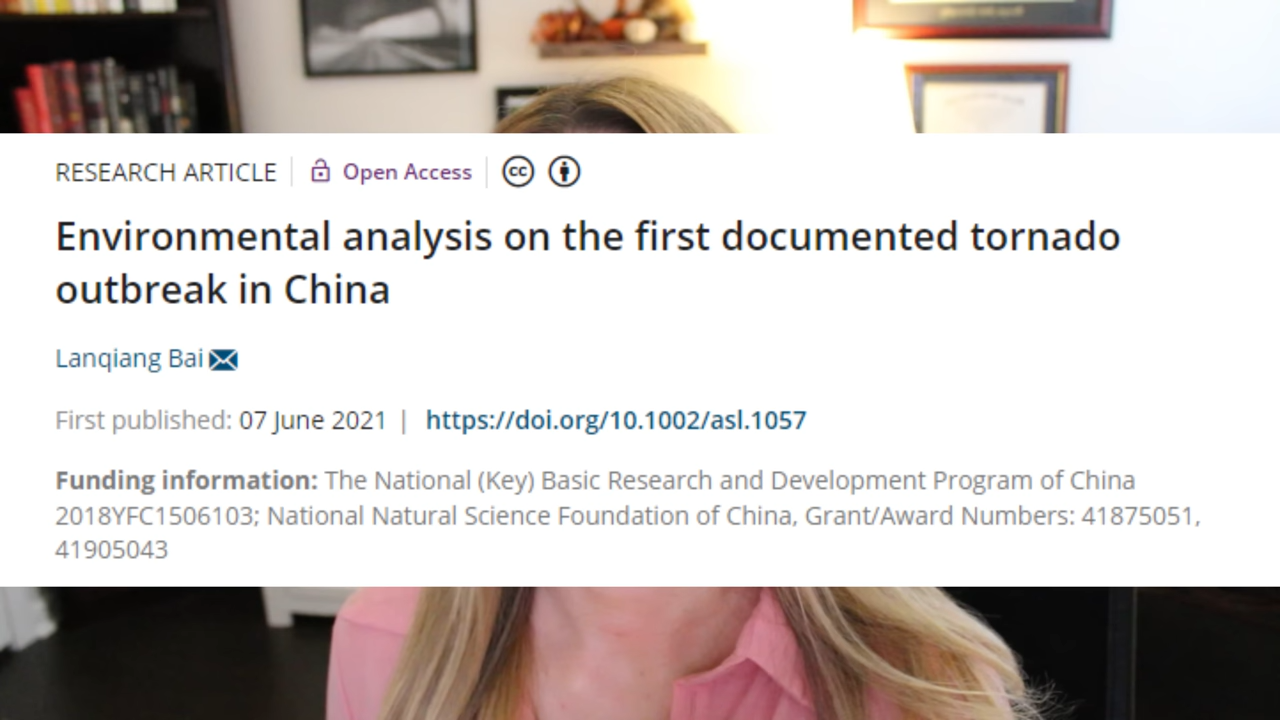 RESEARCH ARTICLE | Open Access | cc
Environmental analysis on the first documented tornado
outbreak in China
Lanqiang Bai
First published: 07 June 2021 | https://doi.org/10.1002/asl.1057
Funding information: The National (Key) Basic Research and Development Program of China
2018YFC1506103; National Natural Science Foundation of China, Grant/Award Numbers: 41875051,
41905043